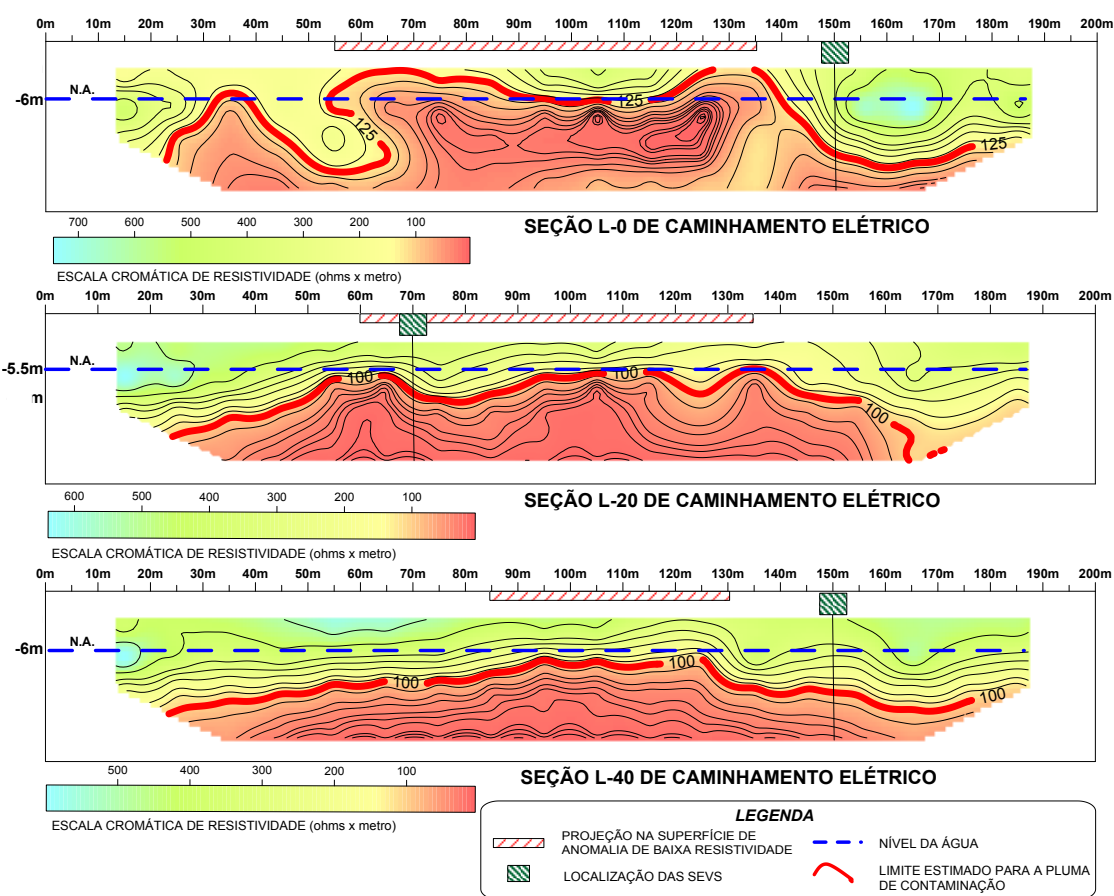 0m 10m 20m 30m 40m 50m 60m 70m 80m 90m 100m 110m 120m 130m 140m 150m 160m 170m 180m 190m 200m
N.A.
-6m
125
125
125
SEÇÃO L-0 DE CAMINHAMENTO ELÉTRICO
700 600 500 400 300 200 100
ESCALA CROMÁTICA DE RESISTIVIDADE (ohms x metro)
0m 10m 20m 30m 40m 50m 60m 70m 80m 90m 100m 110m 120m 130m 140m 150m 160m 170m 180m 190m 200m
N.A.
-5.5m
m
100
100
100
SEÇÃO L-20 DE CAMINHAMENTO ELÉTRICO
600 500 400 300 200 100
ESCALA CROMÁTICA DE RESISTIVIDADE (ohms x metro)
0m 10m 20m 30m 40m 50m 60m 70m 80m 90m 100m 110m 120m 130m 140m 150m 160m 170m 180m 190m 200m
N.A.
-6m
100
100
100
SEÇÃO L-40 DE CAMINHAMENTO ELÉTRICO
500 400 300 200 100
ESCALA CROMÁTICA DE RESISTIVIDADE (ohms x metro)
LEGENDA
PROJEÇÃO NA SUPERFÍCIE DE
ANOMALIA DE BAIXA RESISTIVIDADE
NÍVEL DA ÁGUA
LOCALIZAÇÃO DAS SEVS
LIMITE ESTIMADO PARA A PLUMA
DE CONTAMINAÇÃO